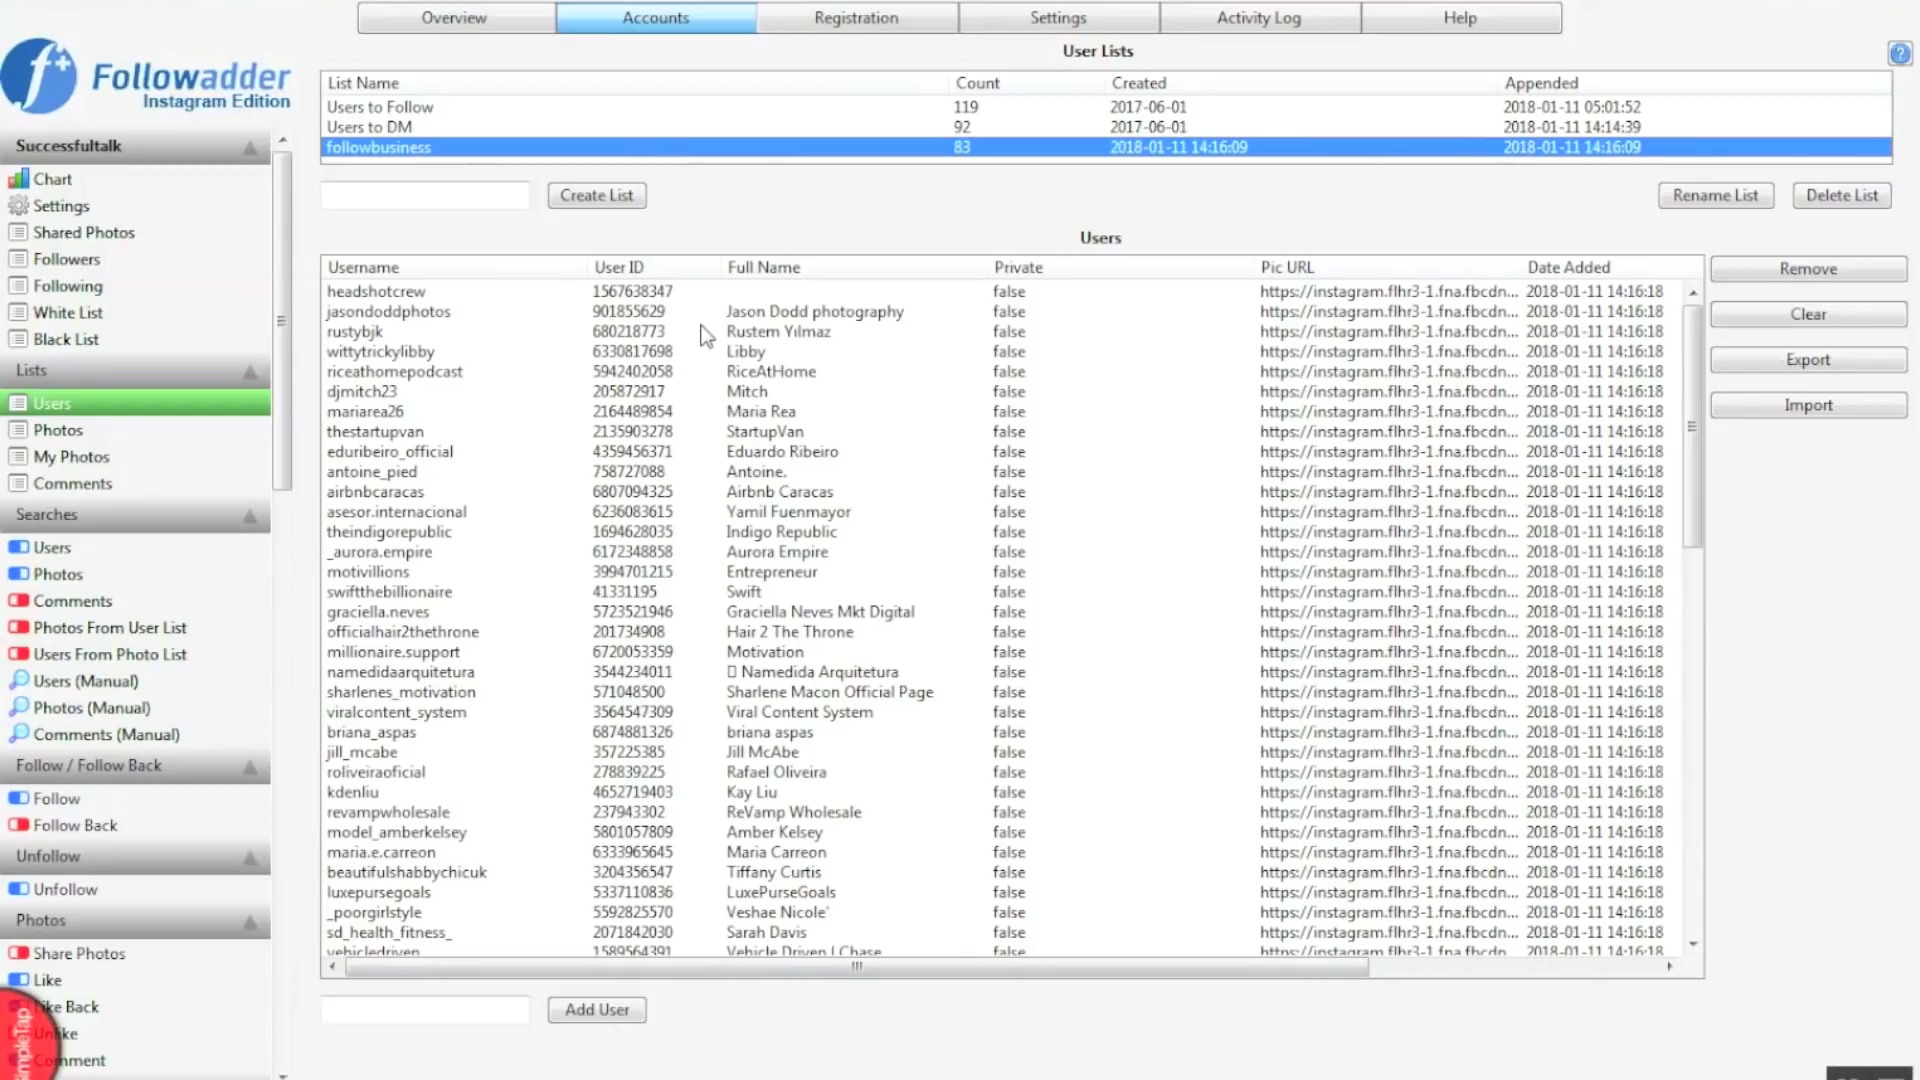 Overview Accounts Registration Settings Activity Log Help
Followadder
Instagram Edition
User Lists
List Name Count Created Appended
Users to Follow 119 2017-06-01 2018-01-11 05:01:52
Users to DM 92 2017-06-01 2018-01-11 14:14:39
followbusiness 83 2018-01-11 14:16:09 2018-01-11 14:16:09
Create List Rename List Delete List
Successfultalk
Chart
Settings
Shared Photos
Followers
Following
White List
Black List
Lists
Users
Photos
My Photos
Comments
Searches
Users
Photos
Comments
Photos From User List
Users From Photo List
Users (Manual)
Photos (Manual)
Comments (Manual)
Follow / Follow Back
Follow
Follow Back
Unfollow
Unfollow
Photos
Share Photos
Like
Like Back
Unlike
Comment
simpleTap
Users
Username User ID Full Name Private Pic URL Date Added
headshotcrew 1567638347 false https://instagram.flhr3-1.fna.fbcdn... 2018-01-11 14:16:18
jasondoddphotos 901855629 Jason Dodd photography false https://instagram.flhr3-1.fna.fbcdn... 2018-01-11 14:16:18
rustybjk 680218773 Rustem Yılmaz false https://instagram.flhr3-1.fna.fbcdn... 2018-01-11 14:16:18
wittytrickylibby 6330817698 Libby false https://instagram.flhr3-1.fna.fbcdn... 2018-01-11 14:16:18
riceathomepodcast 5942402058 RiceAtHome false https://instagram.flhr3-1.fna.fbcdn... 2018-01-11 14:16:18
djmitch23 205872917 Mitch false https://instagram.flhr3-1.fna.fbcdn... 2018-01-11 14:16:18
mariarea26 2164489854 Maria Rea false https://instagram.flhr3-1.fna.fbcdn... 2018-01-11 14:16:18
thestartupvan 2135903278 StartupVan false https://instagram.flhr3-1.fna.fbcdn... 2018-01-11 14:16:18
eduribeiro_official 4359456371 Eduardo Ribeiro false https://instagram.flhr3-1.fna.fbcdn... 2018-01-11 14:16:18
antoine_pied 758727088 Antoine. false https://instagram.flhr3-1.fna.fbcdn... 2018-01-11 14:16:18
airbnbcaracas 6807094325 Airbnb Caracas false https://instagram.flhr3-1.fna.fbcdn... 2018-01-11 14:16:18
asesor.internacional 6236083615 Yamil Fuenmayor false https://instagram.flhr3-1.fna.fbcdn... 2018-01-11 14:16:18
theindigorepublic 1694628035 Indigo Republic false https://instagram.flhr3-1.fna.fbcdn... 2018-01-11 14:16:18
_aurora.empire 6172348858 Aurora Empire false https://instagram.flhr3-1.fna.fbcdn... 2018-01-11 14:16:18
motivillions 3994701215 Entrepreneur false https://instagram.flhr3-1.fna.fbcdn... 2018-01-11 14:16:18
swiftthebillionaire 41331195 Swift false https://instagram.flhr3-1.fna.fbcdn... 2018-01-11 14:16:18
graciella.neves 5723521946 Graciella Neves Mkt Digital false https://instagram.flhr3-1.fna.fbcdn... 2018-01-11 14:16:18
officialhair2thethrone 201734908 Hair 2 The Throne false https://instagram.flhr3-1.fna.fbcdn... 2018-01-11 14:16:18
millionaire.support 6720053359 Motivation false https://instagram.flhr3-1.fna.fbcdn... 2018-01-11 14:16:18
namedidaarquitetura 3544234011 Namedida Arquitetura false https://instagram.flhr3-1.fna.fbcdn... 2018-01-11 14:16:18
sharlenes_motivation 571048500 Sharlene Macon Official Page false https://instagram.flhr3-1.fna.fbcdn... 2018-01-11 14:16:18
viralcontent_system 3564547309 Viral Content System false https://instagram.flhr3-1.fna.fbcdn... 2018-01-11 14:16:18
briana_aspas 6874881326 briana aspas false https://instagram.flhr3-1.fna.fbcdn... 2018-01-11 14:16:18
jill_mcabe 357225385 Jill McAbe false https://instagram.flhr3-1.fna.fbcdn... 2018-01-11 14:16:18
roliveiraoficial 278839225 Rafael Oliveira false https://instagram.flhr3-1.fna.fbcdn... 2018-01-11 14:16:18
kdenliu 4652719403 Kay Liu false https://instagram.flhr3-1.fna.fbcdn... 2018-01-11 14:16:18
revampwholesale 237943302 ReVamp Wholesale false https://instagram.flhr3-1.fna.fbcdn... 2018-01-11 14:16:18
model_amberkelsey 5801057809 Amber Kelsey false https://instagram.flhr3-1.fna.fbcdn... 2018-01-11 14:16:18
maria.e.carreon 6333965645 Maria Carreon false https://instagram.flhr3-1.fna.fbcdn... 2018-01-11 14:16:18
beautifulshabbychicuk 3204356547 Tiffany Curtis false https://instagram.flhr3-1.fna.fbcdn... 2018-01-11 14:16:18
luxepursegoals 5337110836 LuxePurseGoals false https://instagram.flhr3-1.fna.fbcdn... 2018-01-11 14:16:18
_poorgirlstyle 5592825570 Veshae Nicole' false https://instagram.flhr3-1.fna.fbcdn... 2018-01-11 14:16:18
sd_health_fitness_ 2071842030 Sarah Davis false https://instagram.flhr3-1.fna.fbcdn... 2018-01-11 14:16:18
vehicledriven 1589564391 Vehicle Driven | Chase false https://instagram.flhr3-1.fna.fbcdn... 2018-01-11 14:16:18
Remove
Clear
Export
Import
Add User